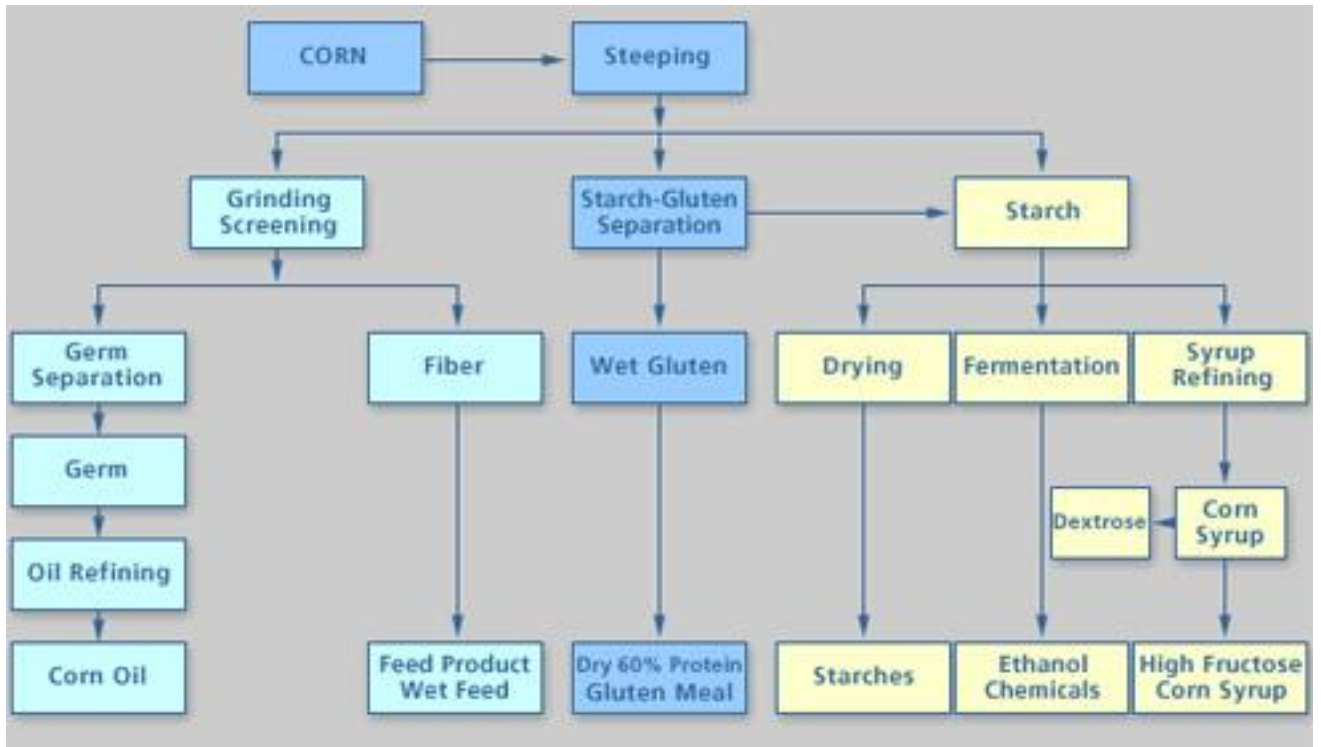 CORN
Steeping
Grinding
Screening
Starch-Gluten
Separation
Starch
Germ
Separation
Fiber
Wet Gluten
Drying
Fermentation
Syrup
Refining
Germ
Dextrose
Corn
Syrup
Oil Refining
Corn Oil
Feed Product
Wet Feed
Dry 60% Protein
Gluten Meal
Starches
Ethanol
Chemicals
High Fructose
Corn Syrup